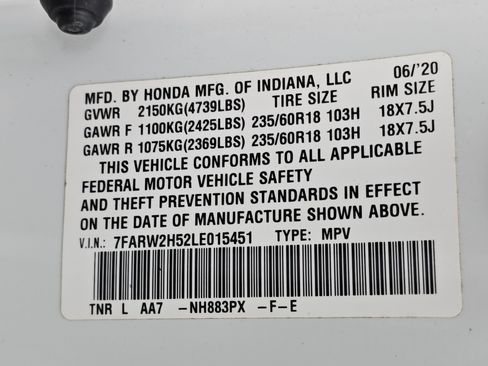 MFD. BY HONDA MFG. OF INDIANA, LLC 06/'20
GVWR 2150KG(4739LBS) TIRE SIZE RIM SIZE
GAWR F 1100KG(2425LBS) 235/60R18 103H 18X7.5J
GAWR R 1075KG(2369LBS) 235/60R18 103H 18X7.5J
THIS VEHICLE CONFORMS TO ALL APPLICABLE
FEDERAL MOTOR VEHICLE SAFETY
AND THEFT PREVENTION STANDARDS IN EFFECT
ON THE DATE OF MANUFACTURE SHOWN ABOVE.
V.I.N.: 7FARW2H52LE015451 TYPE: MPV
TNR L AA7 -NH883PX -F-E